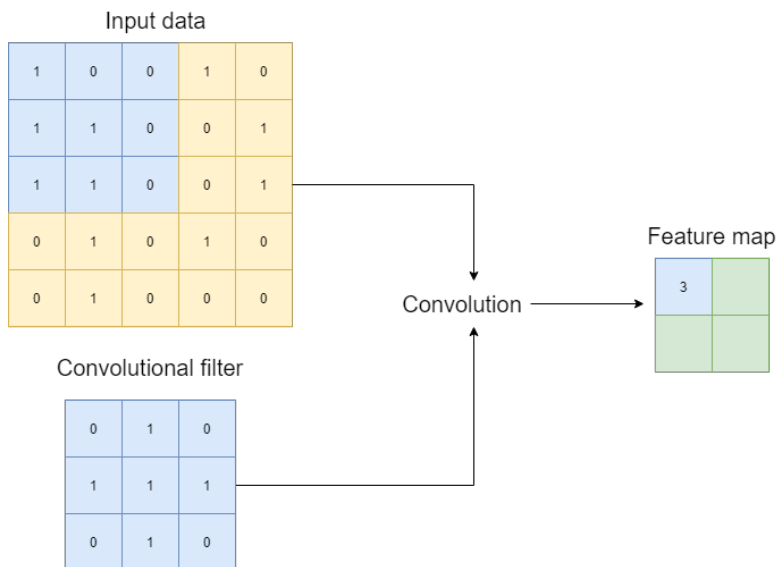 Input data
1 0 0 1 0
1 1 0 0 1
1 1 0 0 1
0 1 0 1 0
0 1 0 0 0
Convolutional filter
0 1 0
1 1 1
0 1 0
Convolution
Feature map
3